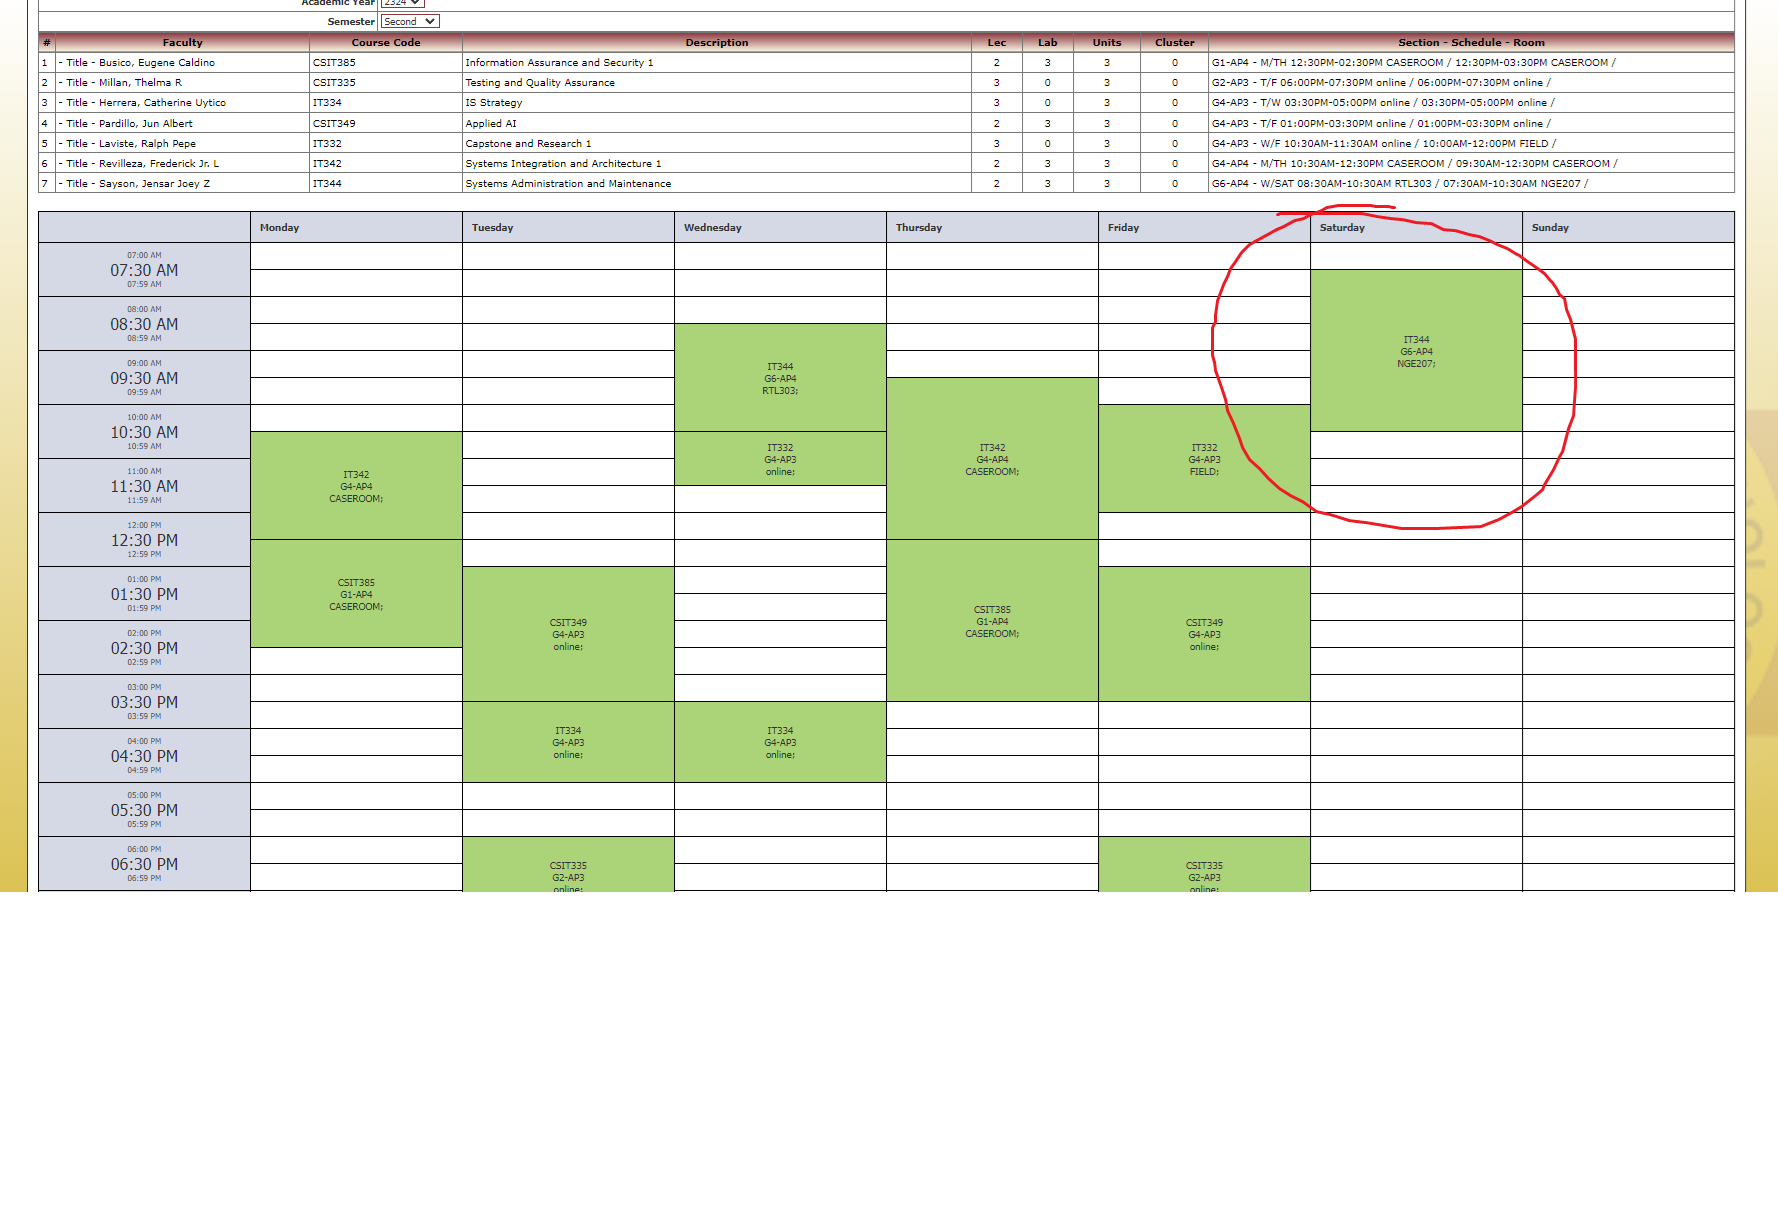 Academic Year 2324
Semester Second
# Faculty Course Code Description Lec Lab Units Cluster Section - Schedule - Room
1 - Title - Busico, Eugene Caldino CSIT385 Information Assurance and Security 1 2 3 3 0 G1-AP4 - M/TH 12:30PM-02:30PM CASEROOM / 12:30PM-03:30PM CASEROOM /
2 - Title - Millan, Thelma R CSIT335 Testing and Quality Assurance 3 0 3 0 G2-AP3 - T/F 06:00PM-07:30PM online / 06:00PM-07:30PM online /
3 - Title - Herrera, Catherine Uytico IT334 IS Strategy 3 0 3 0 G4-AP3 - T/W 03:30PM-05:00PM online / 03:30PM-05:00PM online /
4 - Title - Pardillo, Jun Albert CSIT349 Applied AI 2 3 3 0 G4-AP3 - T/F 01:00PM-03:30PM online / 01:00PM-03:30PM online /
5 - Title - Laviste, Ralph Pepe IT332 Capstone and Research 1 3 0 3 0 G4-AP3 - W/F 10:30AM-11:30AM online / 10:00AM-12:00PM FIELD /
6 - Title - Revilleza, Frederick Jr. L IT342 Systems Integration and Architecture 1 2 3 3 0 G4-AP4 - M/TH 10:30AM-12:30PM CASEROOM / 09:30AM-12:30PM CASEROOM /
7 - Title - Sayson, Jensar Joey Z IT344 Systems Administration and Maintenance 2 3 3 0 G6-AP4 - W/SAT 08:30AM-10:30AM RTL303 / 07:30AM-10:30AM NGE207 /
Monday Tuesday Wednesday Thursday Friday Saturday Sunday
07:00 AM
07:30 AM
07:59 AM
08:00 AM
08:30 AM
08:59 AM
IT344
G6-AP4
NGE207;
09:00 AM
09:30 AM
09:59 AM
IT344
G6-AP4
RTL303;
10:00 AM
10:30 AM
10:59 AM
IT332
G4-AP3
online;
IT342
G4-AP4
CASEROOM;
IT332
G4-AP3
FIELD;
11:00 AM
11:30 AM
11:59 AM
IT342
G4-AP4
CASEROOM;
12:00 PM
12:30 PM
12:59 PM
01:00 PM
01:30 PM
01:59 PM
CSIT385
G1-AP4
CASEROOM;
CSIT385
G1-AP4
CASEROOM;
02:00 PM
02:30 PM
02:59 PM
CSIT349
G4-AP3
online;
CSIT349
G4-AP3
online;
03:00 PM
03:30 PM
03:59 PM
04:00 PM
04:30 PM
04:59 PM
IT334
G4-AP3
online;
IT334
G4-AP3
online;
05:00 PM
05:30 PM
05:59 PM
06:00 PM
06:30 PM
06:59 PM
CSIT335
G2-AP3
online;
CSIT335
G2-AP3
online;